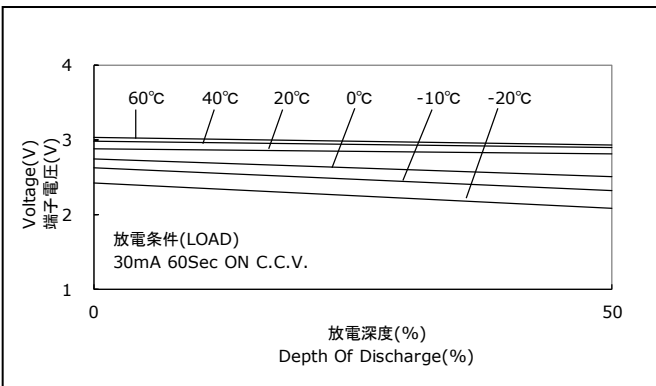 4
60℃ 40℃ 20℃ 0℃ -10℃ -20℃
3
Voltage(V)
端子電圧(V)
2
放電条件(LOAD)
30mA 60Sec ON C.C.V.
1
0 50
放電深度(%)
Depth Of Discharge(%)